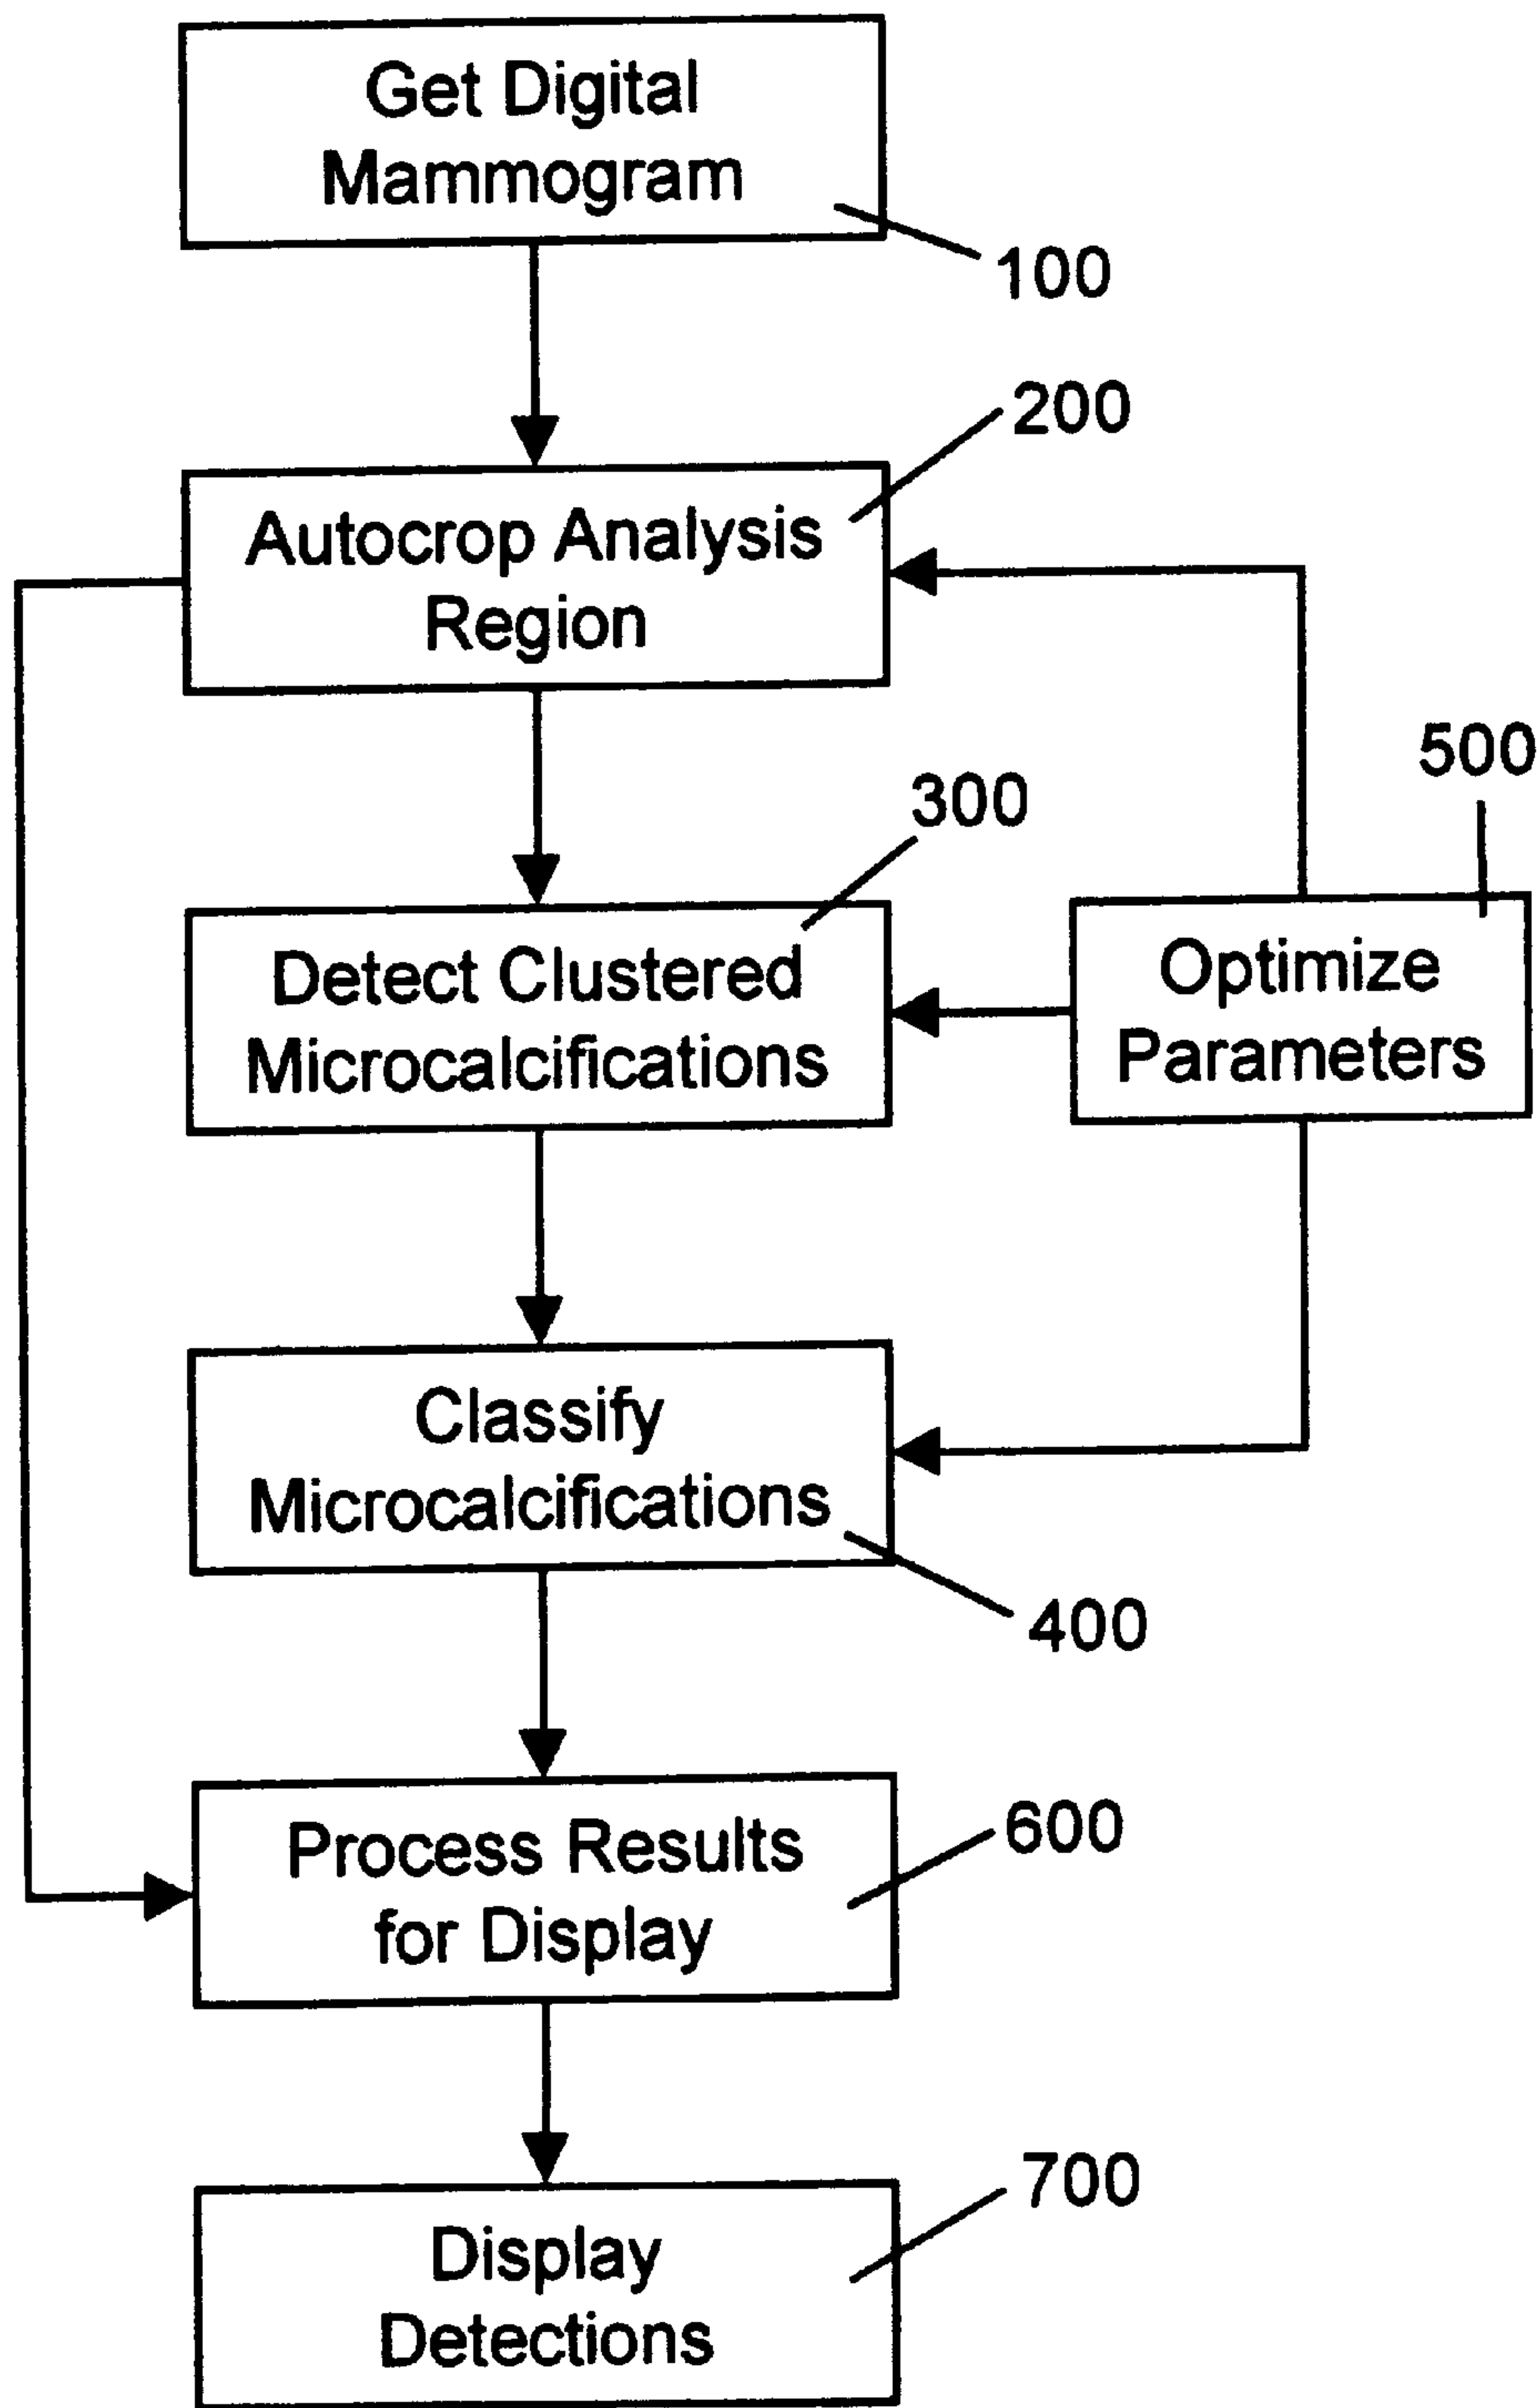 Get Digital
Mammogram
100
200
Autocrop Analysis
Region
500
300
Detect Clustered
Microcalcifications
Optimize
Parameters
Classify
Microcalcifications
400
Process Results
for Display
600
700
Display
Detections